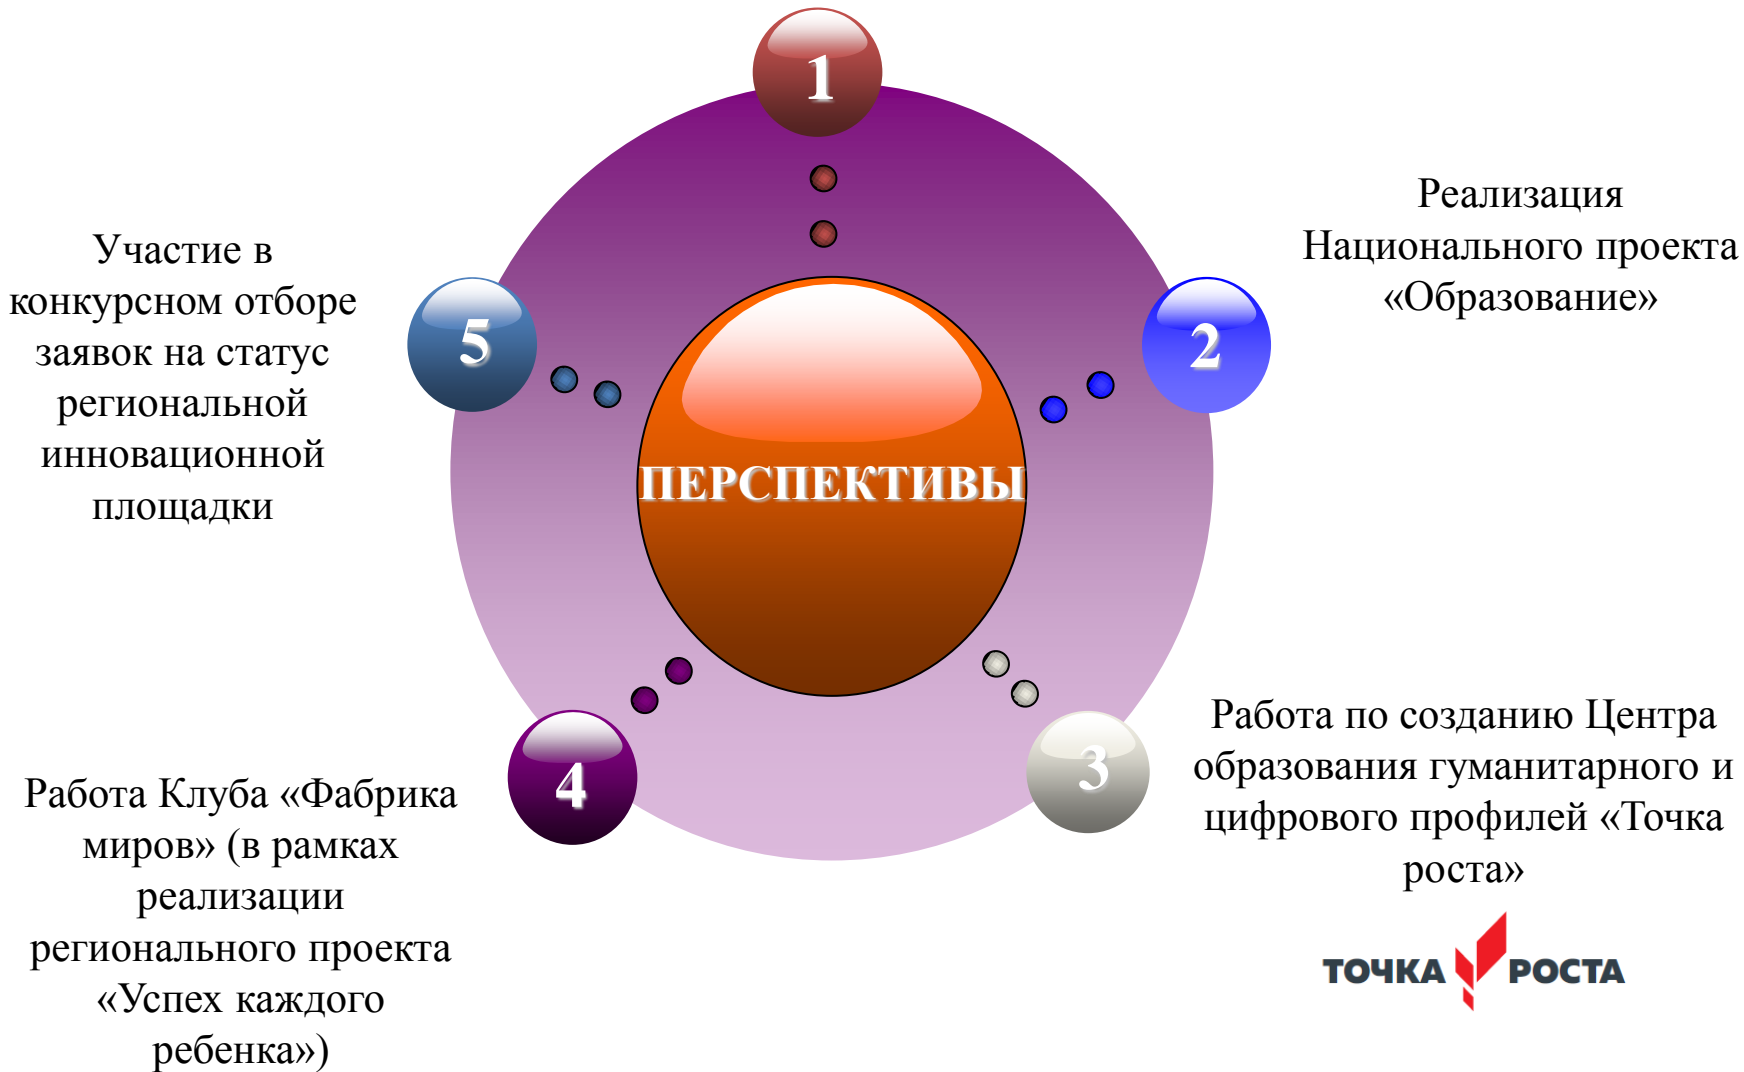 1
Реализация
Национального проекта
«Образование»
2
Участие в
конкурсном отборе
заявок на статус
региональной
инновационной
площадки
5
ПЕРСПЕКТИВЫ
3
Работа по созданию Центра
образования гуманитарного и
цифрового профилей «Точка
роста»
ТОЧКА РОСТА
4
Работа Клуба «Фабрика
миров» (в рамках
реализации
регионального проекта
«Успех каждого
ребенка»)